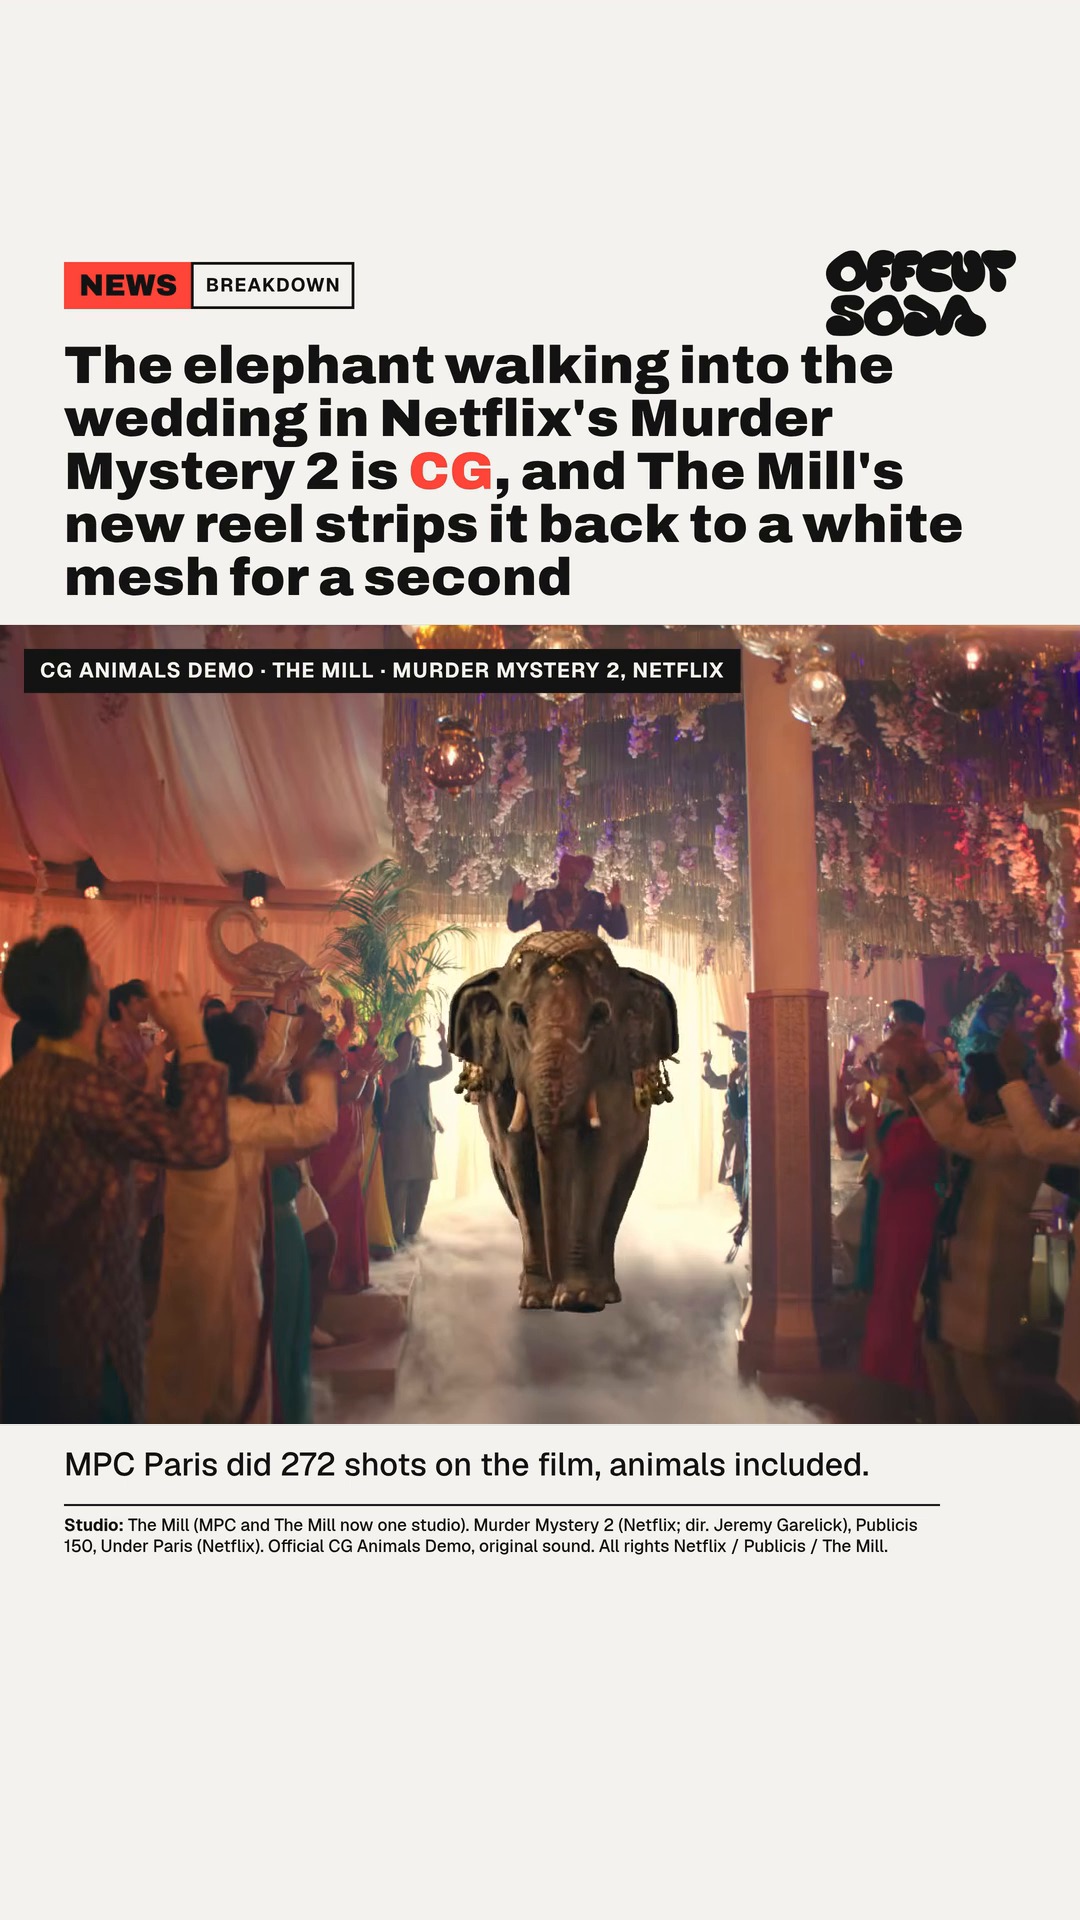 NEWS BREAKDOWN
OFFCUT
SODA
The elephant walking into the
wedding in Netflix's Murder
Mystery 2 is CG, and The Mill's
new reel strips it back to a white
mesh for a second
CG ANIMALS DEMO · THE MILL · MURDER MYSTERY 2, NETFLIX
MPC Paris did 272 shots on the film, animals included.
Studio: The Mill (MPC and The Mill now one studio). Murder Mystery 2 (Netflix; dir. Jeremy Garelick), Publicis
150, Under Paris (Netflix). Official CG Animals Demo, original sound. All rights Netflix / Publicis / The Mill.